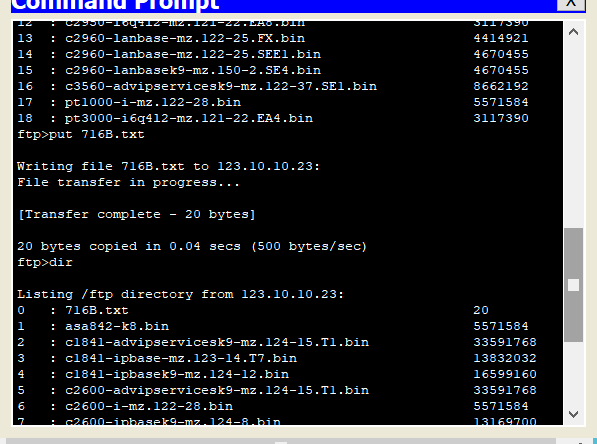 Command Prompt
X
12 : c2950-i6q4l2-mz.121-22.EA8.bin 3117390
13 : c2960-lanbase-mz.122-25.FX.bin 4414921
14 : c2960-lanbase-mz.122-25.SEE1.bin 4670455
15 : c2960-lanbasek9-mz.150-2.SE4.bin 4670455
16 : c3560-advipservicesk9-mz.122-37.SE1.bin 8662192
17 : pt1000-i-mz.122-28.bin 5571584
18 : pt3000-i6q4l2-mz.121-22.EA4.bin 3117390
ftp>put 716B.txt
Writing file 716B.txt to 123.10.10.23:
File transfer in progress...
[Transfer complete - 20 bytes]
20 bytes copied in 0.04 secs (500 bytes/sec)
ftp>dir
Listing /ftp directory from 123.10.10.23:
0 : 716B.txt 20
1 : asa842-k8.bin 5571584
2 : c1841-advipservicesk9-mz.124-15.T1.bin 33591768
3 : c1841-ipbase-mz.123-14.T7.bin 13832032
4 : c1841-ipbasek9-mz.124-12.bin 16599160
5 : c2600-advipservicesk9-mz.124-15.T1.bin 33591768
6 : c2600-i-mz.122-28.bin 5571584
7 : c2600-ipbasek9-mz.124-8.bin 13169700